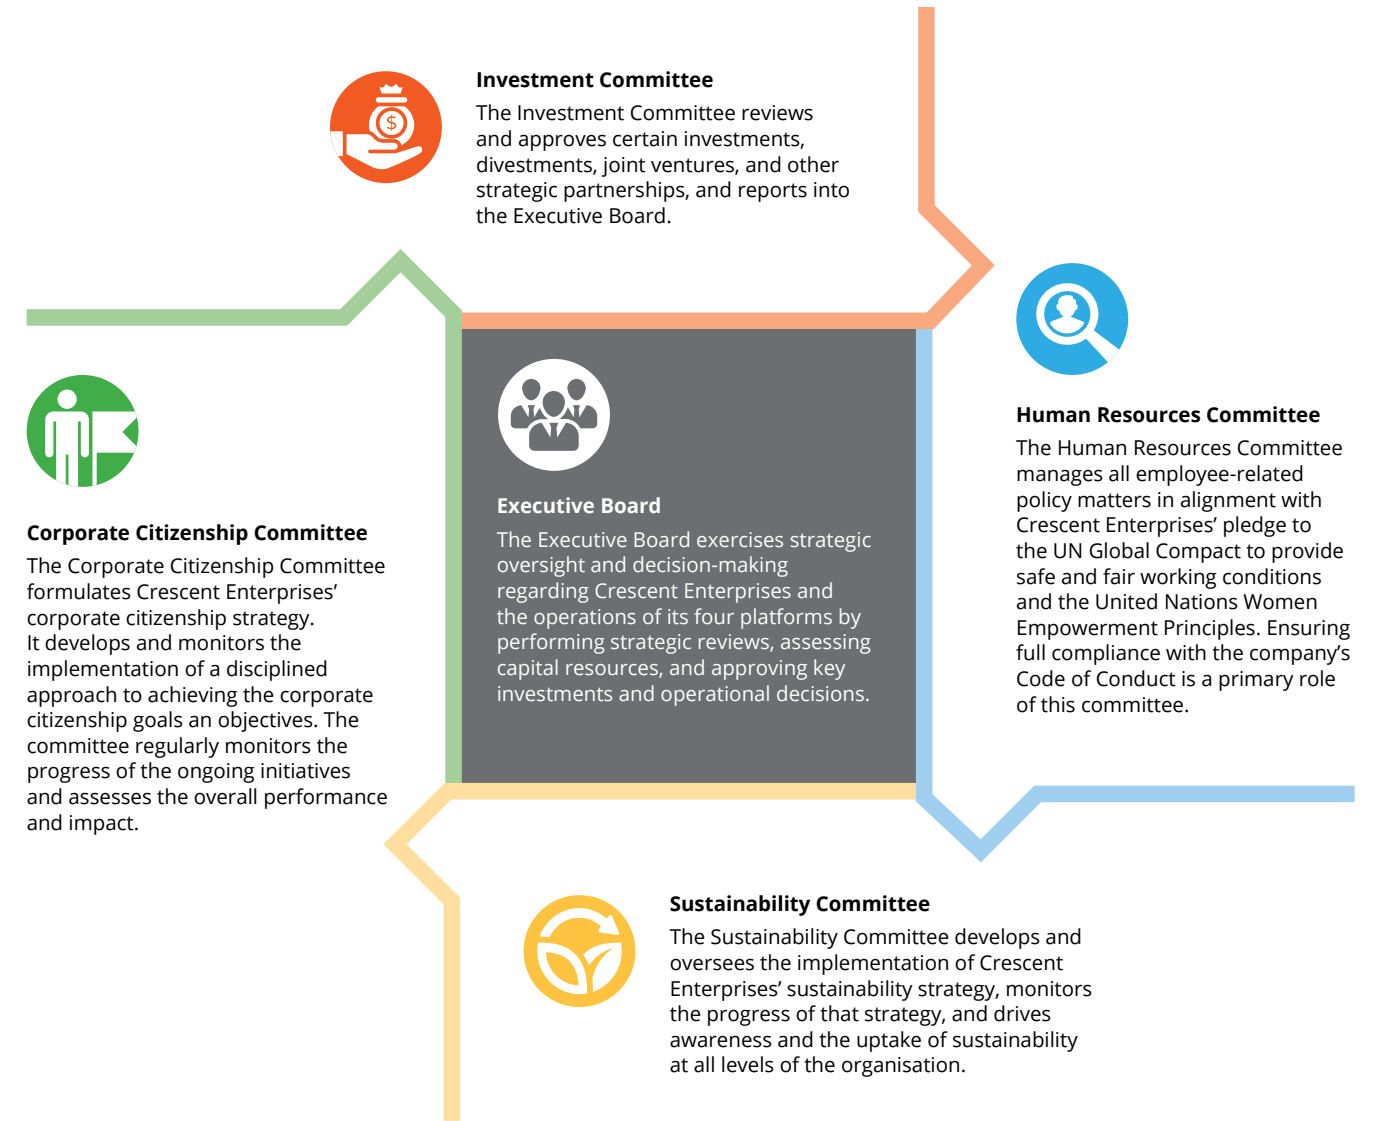 Investment Committee
The Investment Committee reviews
and approves certain investments,
divestments, joint ventures, and other
strategic partnerships, and reports into
the Executive Board.
$
Human Resources Committee
The Human Resources Committee
manages all employee-related
policy matters in alignment with
Crescent Enterprises’ pledge to
the UN Global Compact to provide
safe and fair working conditions
and the United Nations Women
Empowerment Principles. Ensuring
full compliance with the company’s
Code of Conduct is a primary role
of this committee.
Executive Board
The Executive Board exercises strategic
oversight and decision-making
regarding Crescent Enterprises and
the operations of its four platforms by
performing strategic reviews, assessing
capital resources, and approving key
investments and operational decisions.
Corporate Citizenship Committee
The Corporate Citizenship Committee
formulates Crescent Enterprises’
corporate citizenship strategy.
It develops and monitors the
implementation of a disciplined
approach to achieving the corporate
citizenship goals an objectives. The
committee regularly monitors the
progress of the ongoing initiatives
and assesses the overall performance
and impact.
Sustainability Committee
The Sustainability Committee develops and
oversees the implementation of Crescent
Enterprises’ sustainability strategy, monitors
the progress of that strategy, and drives
awareness and the uptake of sustainability
at all levels of the organisation.